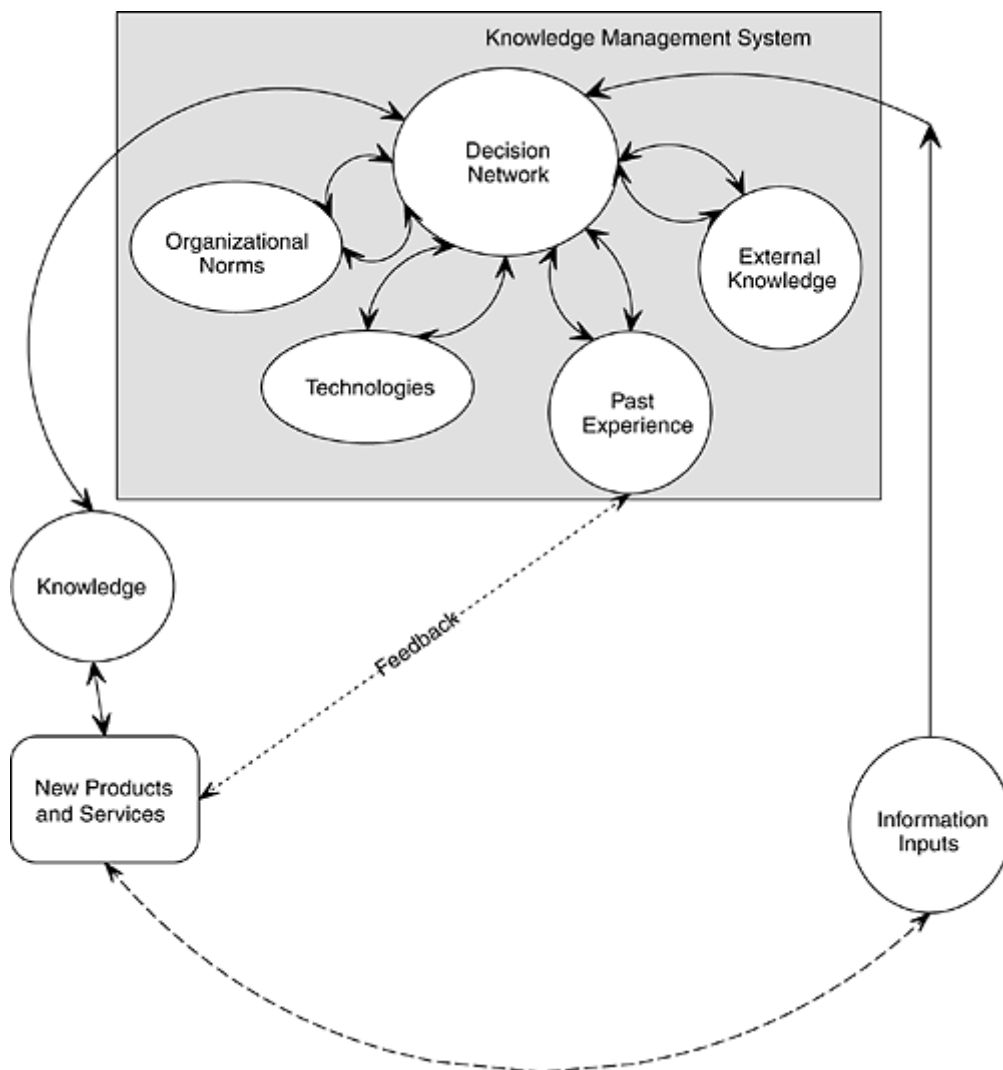 Knowledge Management System
Decision
Network
Organizational
Norms
External
Knowledge
Technologies
Past
Experience
Knowledge
Feedback
New Products
and Services
Information
Inputs